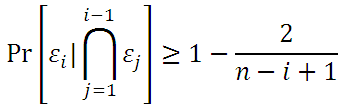 Pr[ε_i | ⋂_{j=1}^{i−1} ε_j] ≥ 1 − 2/(n − i + 1)